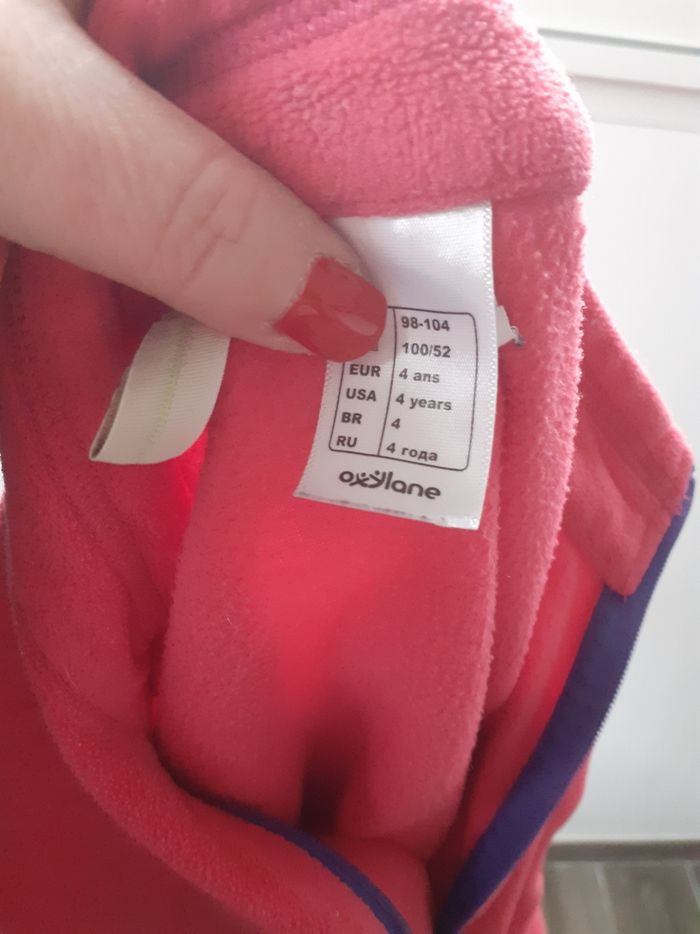 98-104
100/52
EUR 4 ans
USA 4 years
BR 4
RU 4 года
oxylane